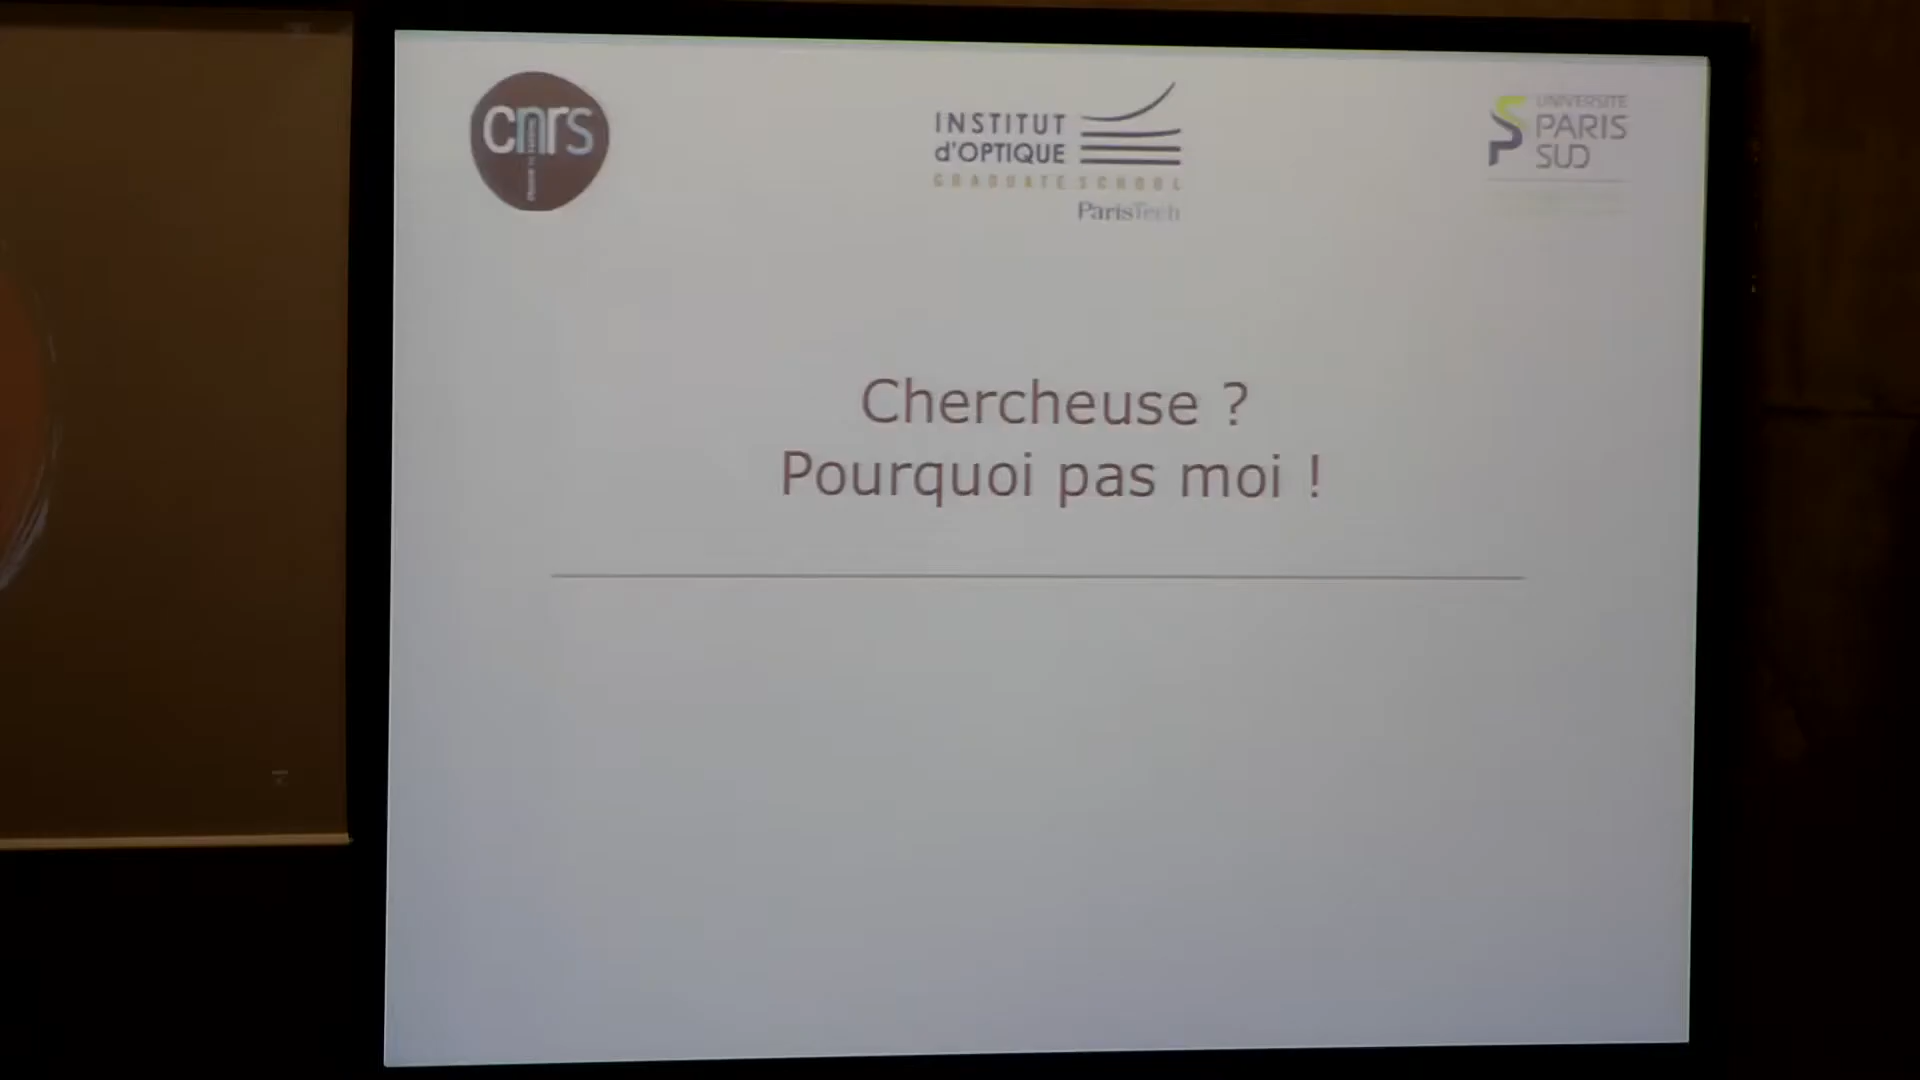 cnrs
INSTITUT
d'OPTIQUE
GRADUATE SCHOOL
ParisTech
UNIVERSITE
PARIS
SUD
Chercheuse ?
Pourquoi pas moi !